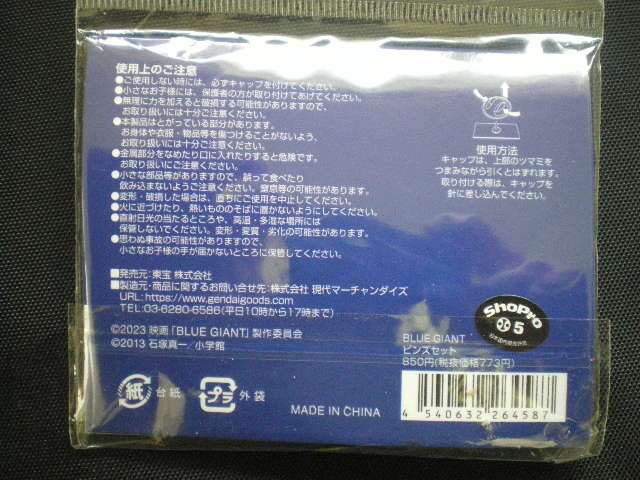 使用上のご注意
●ご使用しない時には、必ずキャップを付けてください。
●小さなお子様には、保護者の方が取り付けてあげてください。
●無理に力を加えると破損する可能性がありますので、
お取り扱いには十分ご注意ください。
●本製品はとがっている部分があります。
お身体や衣服・物品等を傷つけることがないよう、
お取り扱いには十分ご注意ください。
●金属部分をなめたり口に入れたりすると危険です。
お取り扱いにご注意ください。
●小さな部品等がありますので、誤って食べたり
飲み込まないようご注意ください。窒息等の可能性があります。
●変形・破損した場合は、直ちにご使用を中止してください。
●火に近づけたり、熱いもののそばに置かないようにしてください。
●直射日光の当たるところや、高温・多湿な場所には
保管しないでください。変形・変質・劣化の可能性があります。
●思わぬ事故の可能性がありますので、
小さなお子様の手が届かないところに保管してください。
使用方法
キャップは、上部のツマミを
つまみながら引くとはずれます。
取り付ける際は、キャップを
針に差し込んでください。
■発売元：東宝 株式会社
■製造元・商品に関するお問い合せ先：株式会社 現代マーチャンダイズ
URL:https://www.gendaigoods.com/
TEL:03-6280-6586（平日10時から17時まで）
©2023 映画「BLUE GIANT」製作委員会
©2013 石塚真一／小学館
ShoPro
5
BLUE GIANT
ピンズセット
850円（税抜価格773円）
紙 台紙
プラ 外袋
MADE IN CHINA
4 540632 264587